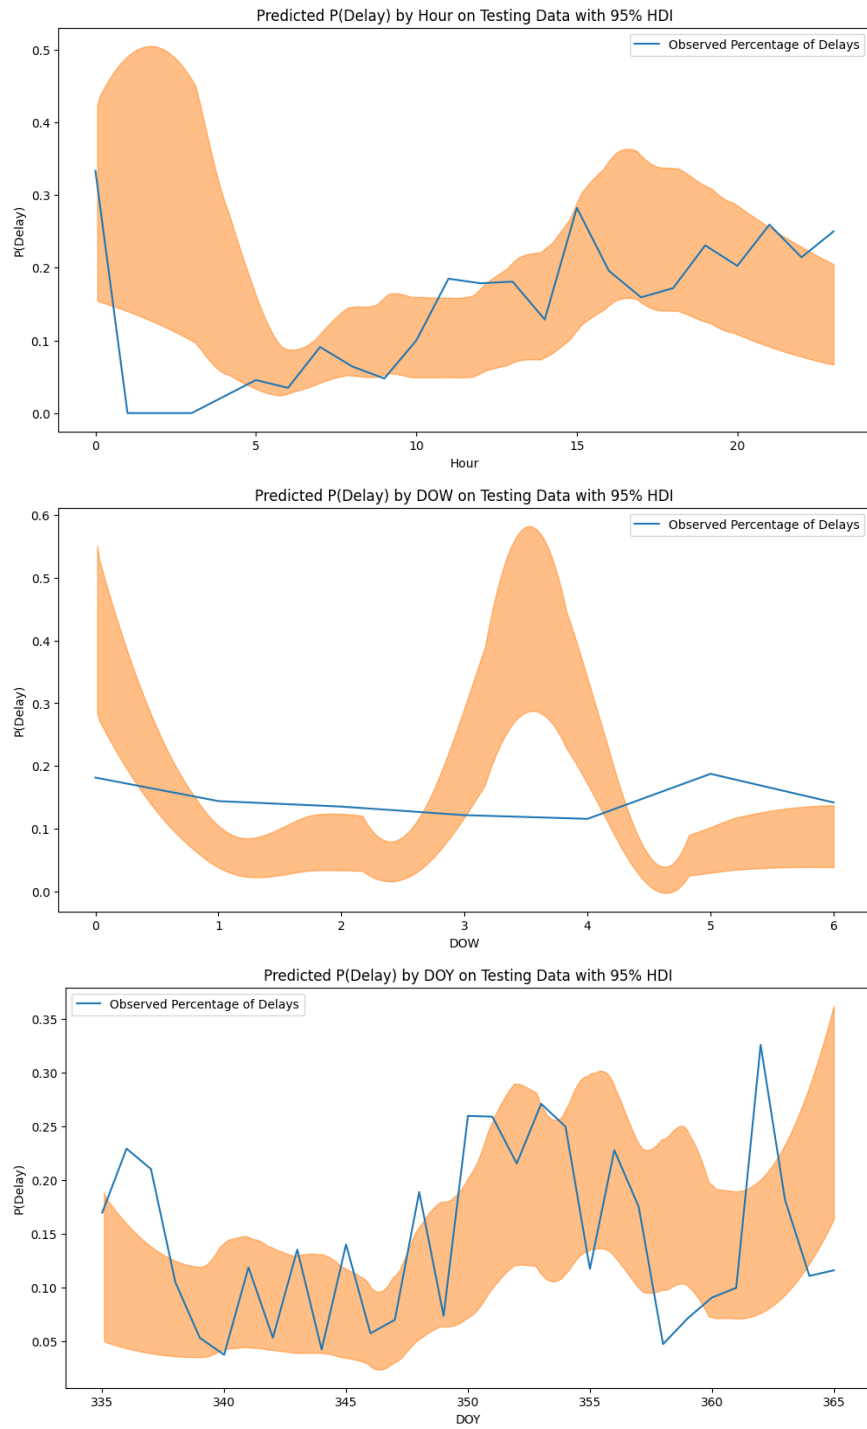 Predicted P(Delay) by Hour on Testing Data with 95% HDI
Observed Percentage of Delays
P(Delay)
0.5
0.4
0.3
0.2
0.1
0.0
0 5 10 15 20
Hour
Predicted P(Delay) by DOW on Testing Data with 95% HDI
Observed Percentage of Delays
P(Delay)
0.6
0.5
0.4
0.3
0.2
0.1
0.0
0 1 2 3 4 5 6
DOW
Predicted P(Delay) by DOY on Testing Data with 95% HDI
Observed Percentage of Delays
P(Delay)
0.35
0.30
0.25
0.20
0.15
0.10
0.05
335 340 345 350 355 360 365
DOY